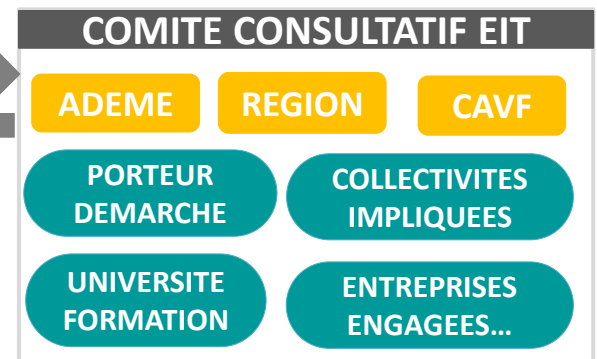 COMITE CONSULTATIF EIT
ADEME
REGION
CAVF
PORTEUR
DEMARCHE
COLLECTIVITES
IMPLIQUEES
UNIVERSITE
FORMATION
ENTREPRISES
ENGAGEES...